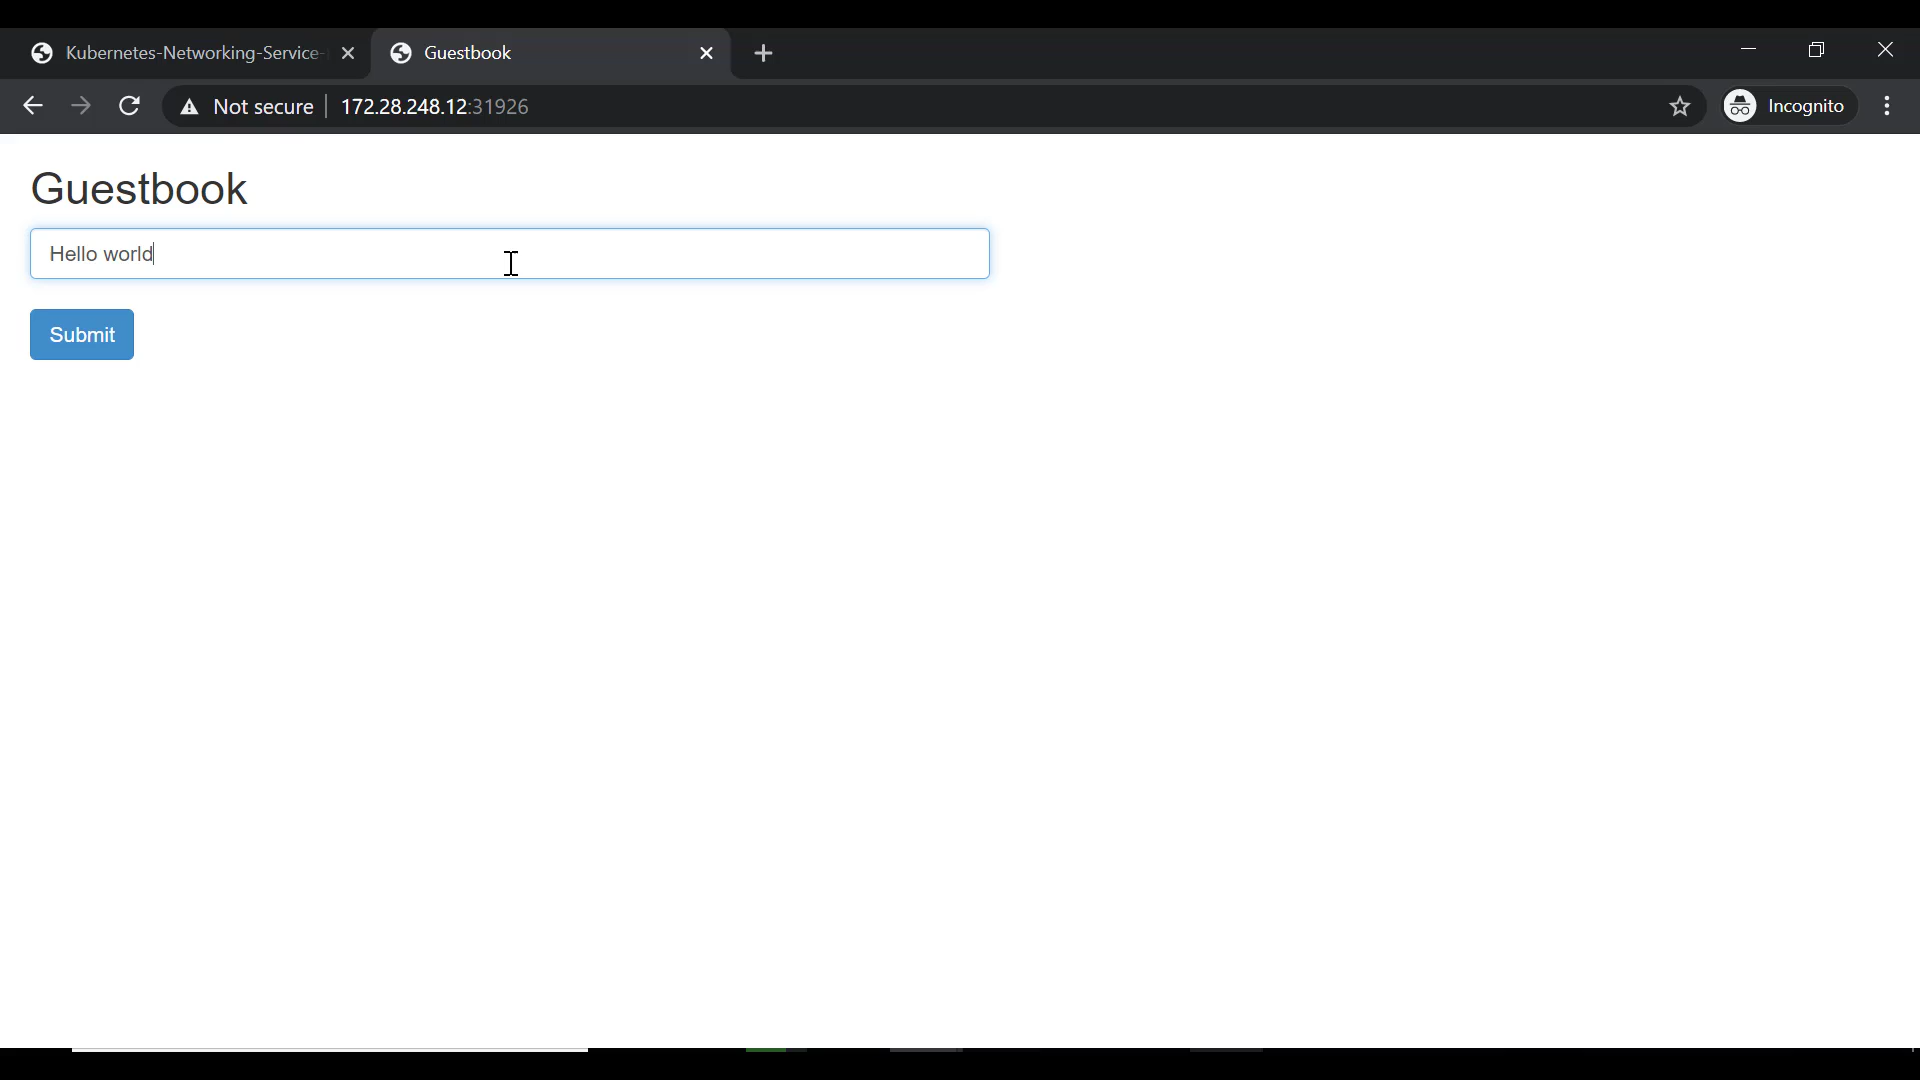 Kubernetes-Networking-Service-
Guestbook
Not secure
172.28.248.12:31926
Incognito
Guestbook
Hello world
Submit